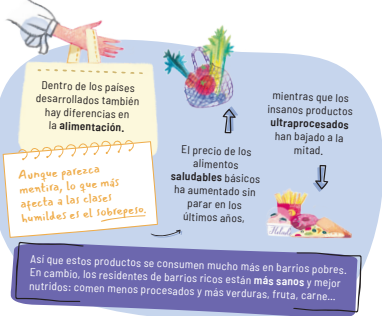 Dentro de los países
desarrollados también
hay diferencias en
la alimentación.
Aunque parezca
mentira, lo que más
afecta a las clases
humildes es el sobrepeso.
El precio de los
alimentos
saludables básicos
ha aumentado sin
parar en los
últimos años,
mientras que los
insanos productos
ultraprocesados
han bajado a la
mitad.
Así que estos productos se consumen mucho más en barrios pobres.
En cambio, los residentes de barrios ricos están más sanos y mejor
nutridos: comen menos procesados y más verduras, fruta, carne...